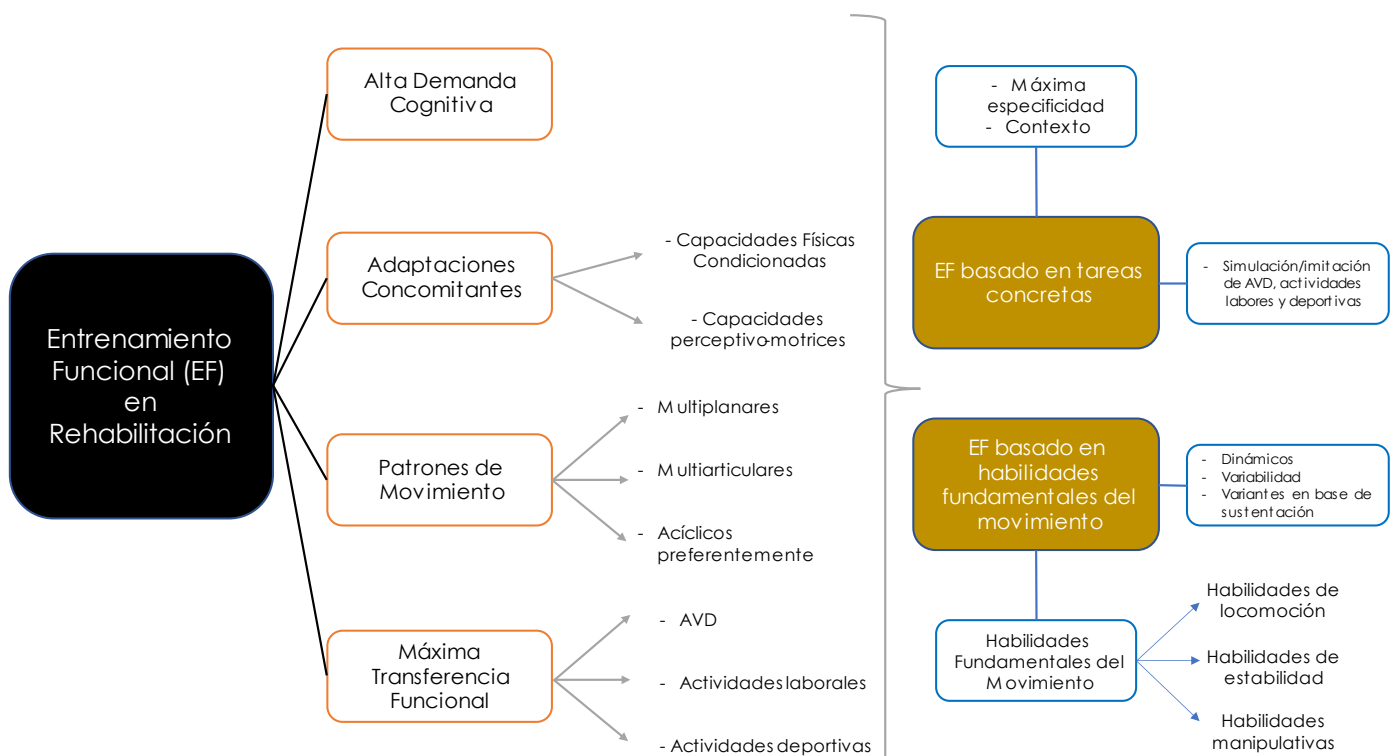 Entrenamiento
Funcional (EF)
en
Rehabilitación
Alta Demanda
Cognitiva
Adaptaciones
Concomitantes
- Capacidades Físicas
Condicionadas
- Capacidades
perceptivo-motrices
Patrones de
Movimiento
- Multiplanares
- Multiarticulares
- Acíclicos
preferentemente
Máxima
Transferencia
Funcional
- AVD
- Actividades laborales
- Actividades deportivas
- Máxima
especificidad
- Contexto
EF basado en tareas
concretas
- Simulación/imitación
de AVD, actividades
labores y deportivas
EF basado en
habilidades
fundamentales del
movimiento
- Dinámicos
- Variabilidad
- Variantes en base de
sustentación
Habilidades
Fundamentales del
Movimiento
Habilidades de
locomoción
Habilidades de
estabilidad
Habilidades
manipulativas